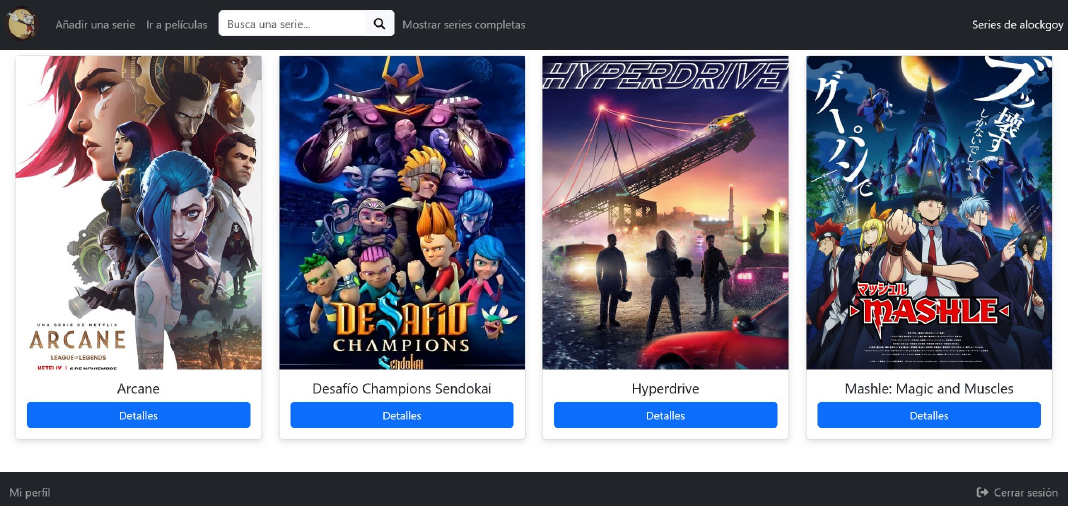 Añadir una serie
Ir a películas
Busca una serie...
Mostrar series completas
Series de alockgoy
UNA SERIE DE NETFLIX
ARCANE
LEAGUE OF LEGENDS
NETFLIX | 6 DE NOVIEMBRE
DESAFÍO
CHAMPIONS
Sendokai
HYPERDRIVE
ブッ壊す
しかないでしょ
グーパンで
マッシュル
MASHLE
Arcane
Desafío Champions Sendokai
Hyperdrive
Mashle: Magic and Muscles
Detalles
Detalles
Detalles
Detalles
Mi perfil
Cerrar sesión